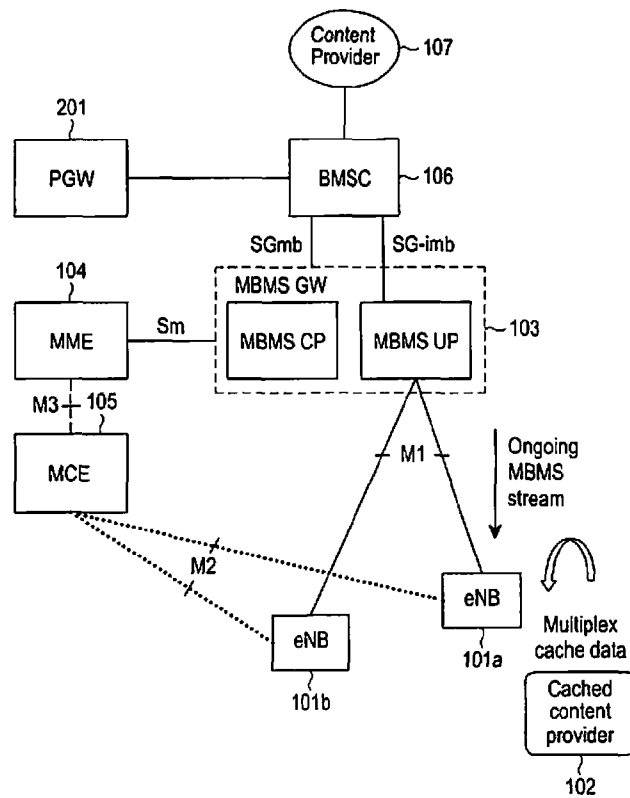 Content
Provider
107
201
PGW
BMSC
106
SGmb
SG-imb
104
MBMS GW
MME
Sm
MBMS CP
MBMS UP
103
M3
105
MCE
M1
Ongoing
MBMS
stream
M2
eNB
101a
eNB
101b
Multiplex
cache data
Cached
content
provider
102